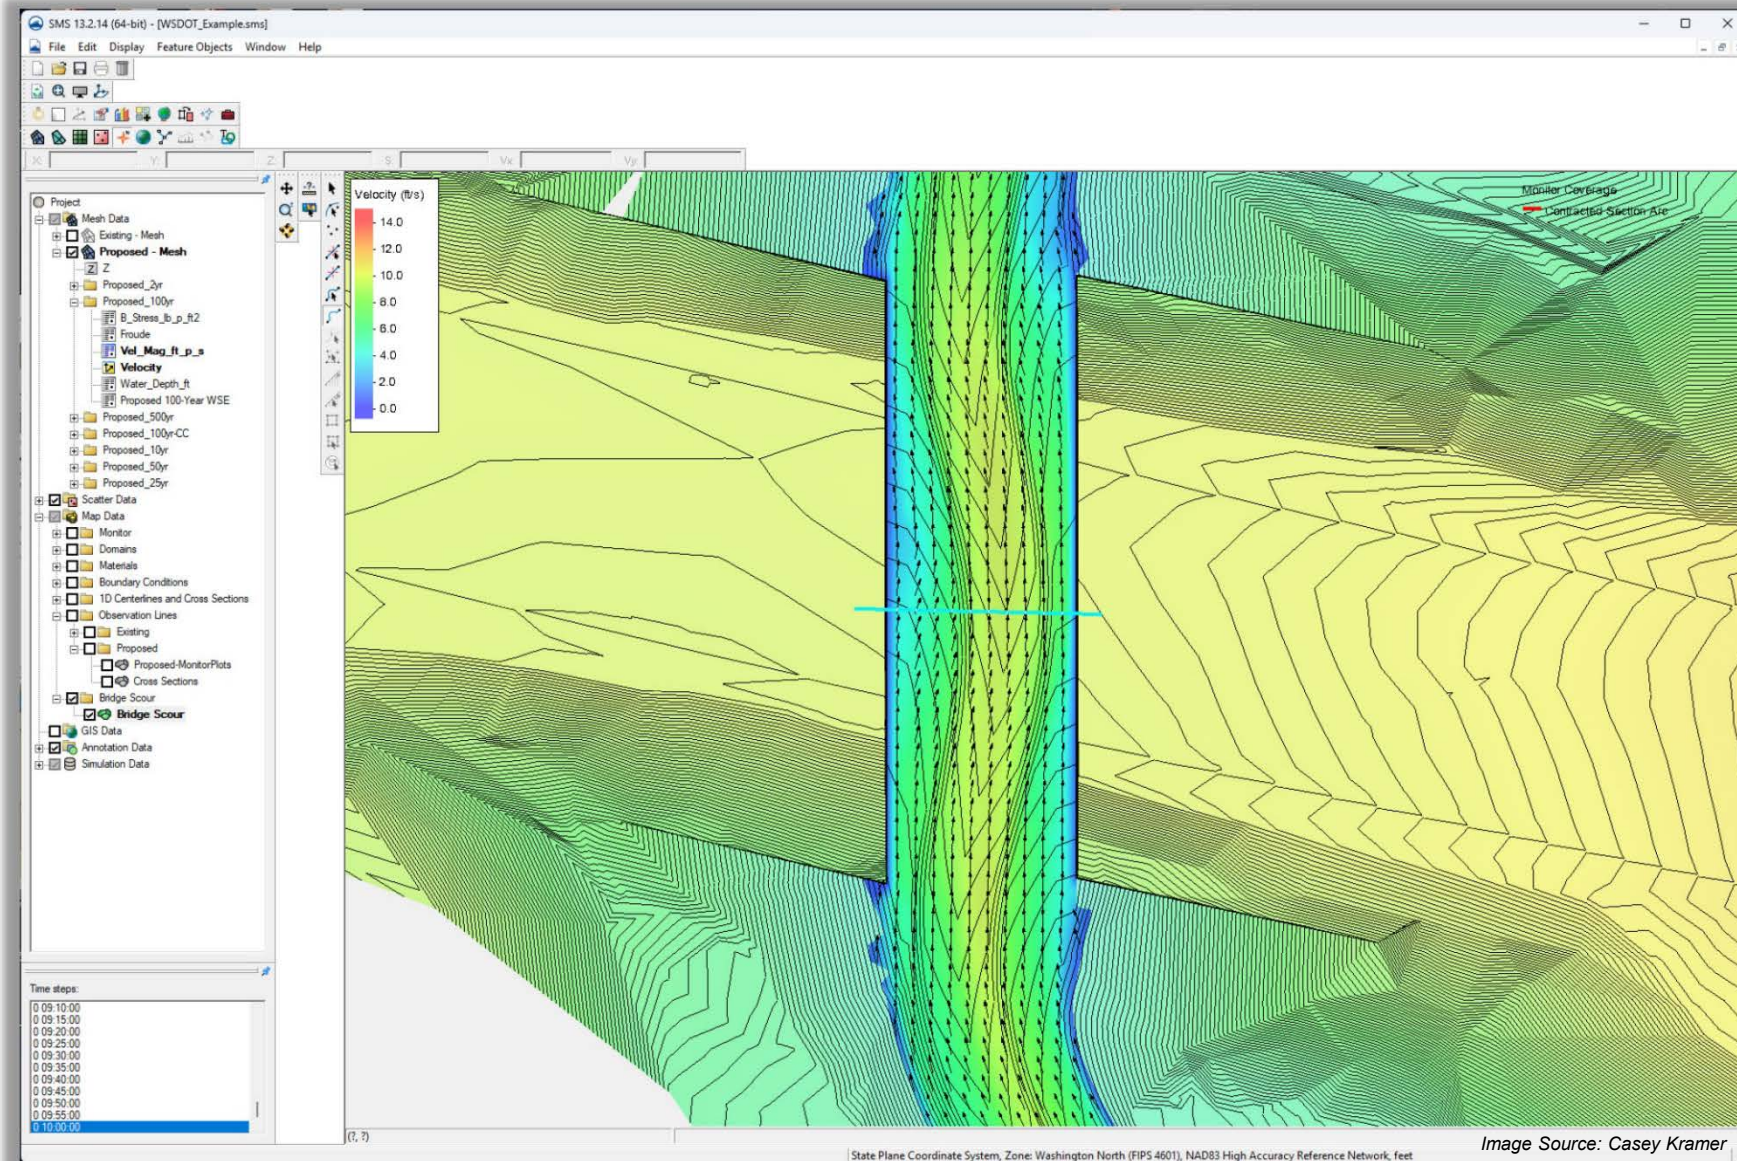 SMS 13.2.14 (64-bit) - [WSDOT_Example.sms]
File Edit Display Feature Objects Window Help
X: Y: Z: S: Vx: Vy:
Project
Mesh Data
Existing - Mesh
Proposed - Mesh
Z Z
Proposed_2yr
Proposed_100yr
B_Stress_lb_p_ft2
Froude
Vel_Mag_ft_p_s
Velocity
Water_Depth_ft
Proposed 100-Year WSE
Proposed_500yr
Proposed_100yr-CC
Proposed_10yr
Proposed_50yr
Proposed_25yr
Scatter Data
Map Data
Monitor
Domains
Materials
Boundary Conditions
1D Centerlines and Cross Sections
Observation Lines
Existing
Proposed
Proposed-MonitorPlots
Cross Sections
Bridge Scour
Bridge Scour
GIS Data
Annotation Data
Simulation Data
Time steps:
0 09:10:00
0 09:15:00
0 09:20:00
0 09:25:00
0 09:30:00
0 09:35:00
0 09:40:00
0 09:45:00
0 09:50:00
0 09:55:00
0 10:00:00
Velocity (ft/s)
14.0
12.0
10.0
8.0
6.0
4.0
2.0
0.0
Monitor Coverage
Contracted Section Arc
(?, ?)
Image Source: Casey Kramer
State Plane Coordinate System, Zone: Washington North (FIPS 4601), NAD83 High Accuracy Reference Network, feet